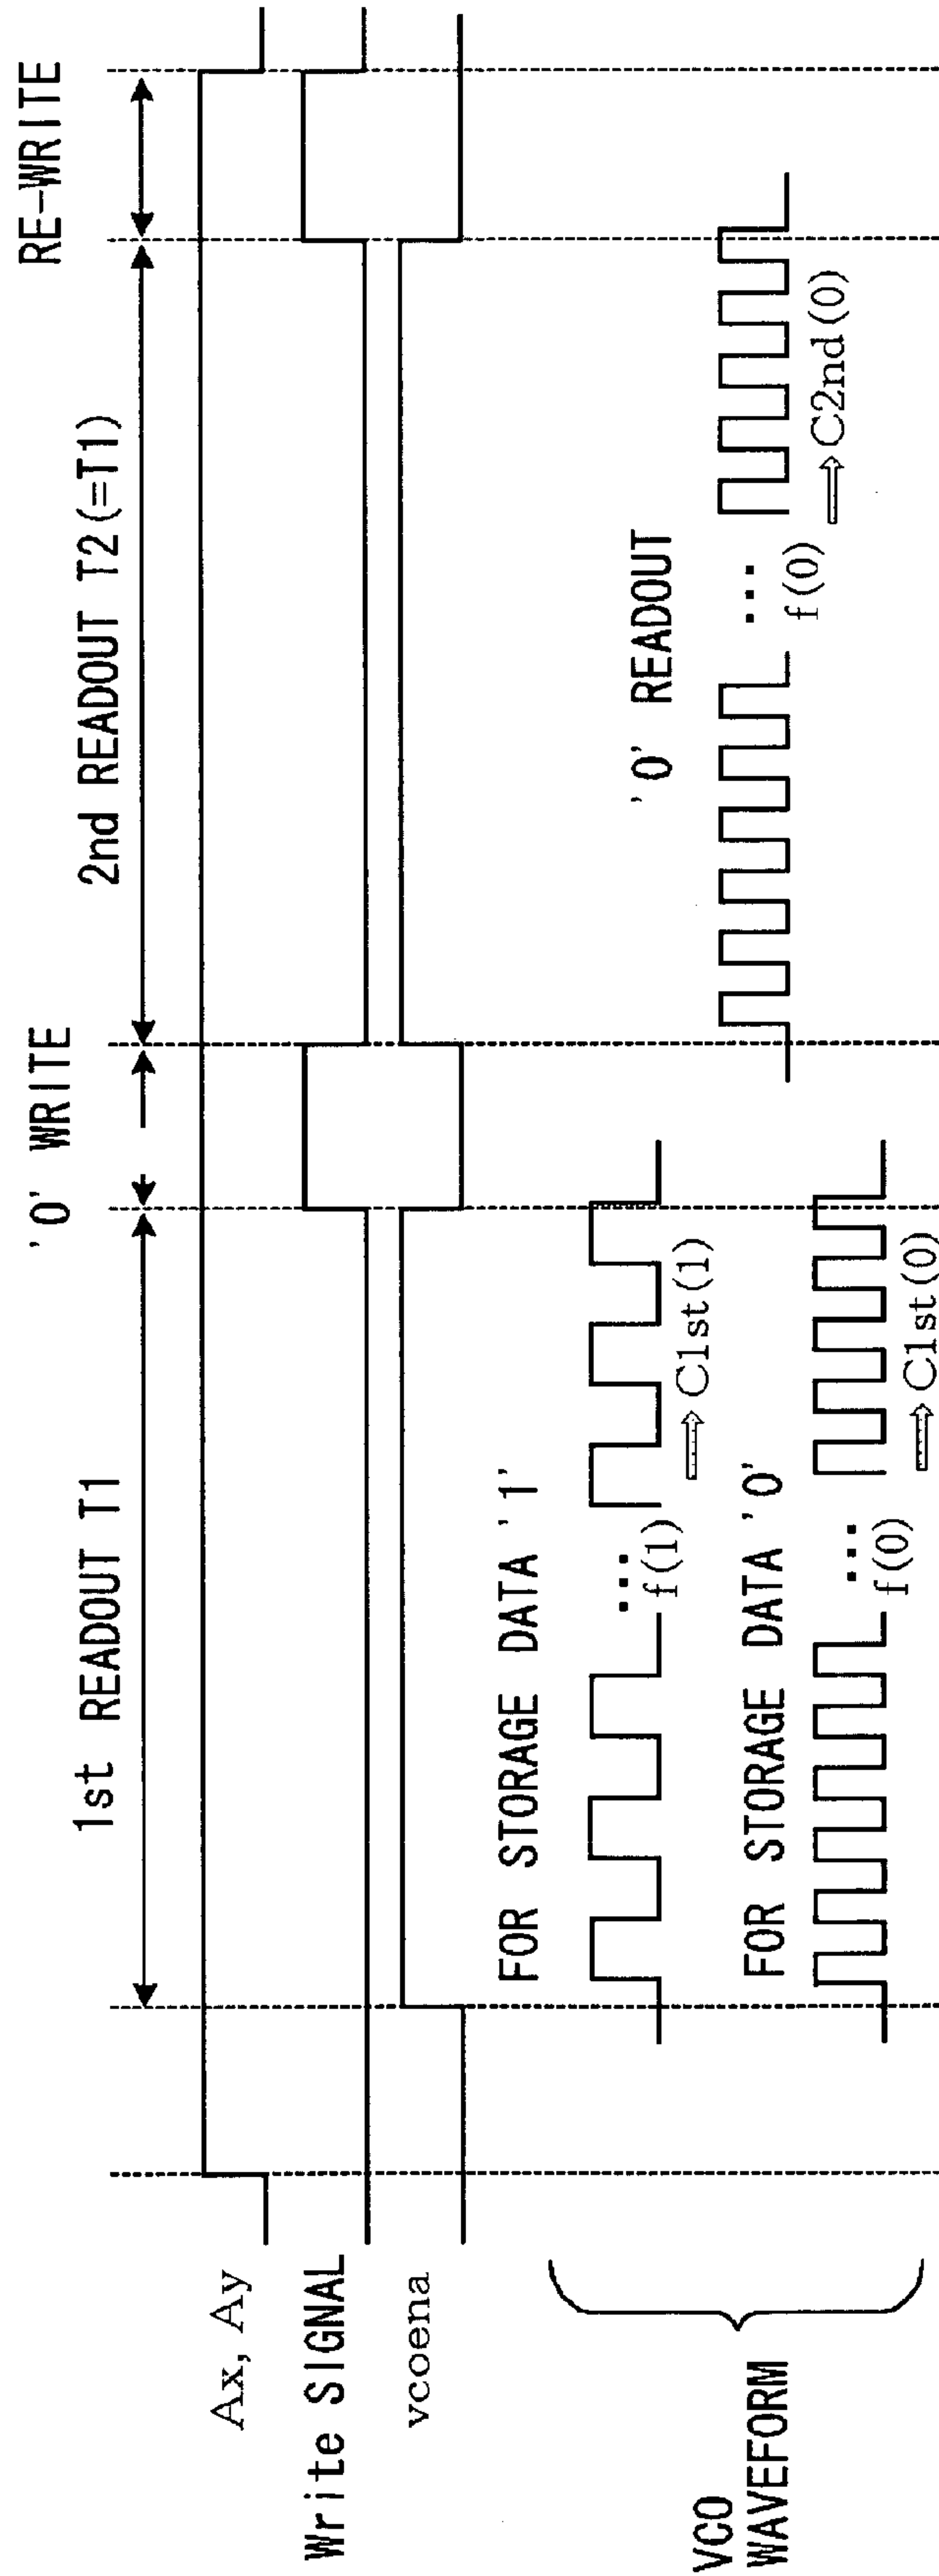 '0' WRITE
RE-WRITE
1st READOUT T1
2nd READOUT T2(=T1)
Ax, Ay
Write SIGNAL
vcoena
VCO
WAVEFORM
FOR STORAGE DATA '1'
... f(1)
C1st(1)
FOR STORAGE DATA '0'
... f(0)
C1st(0)
'0' READOUT
... f(0)
C2nd(0)